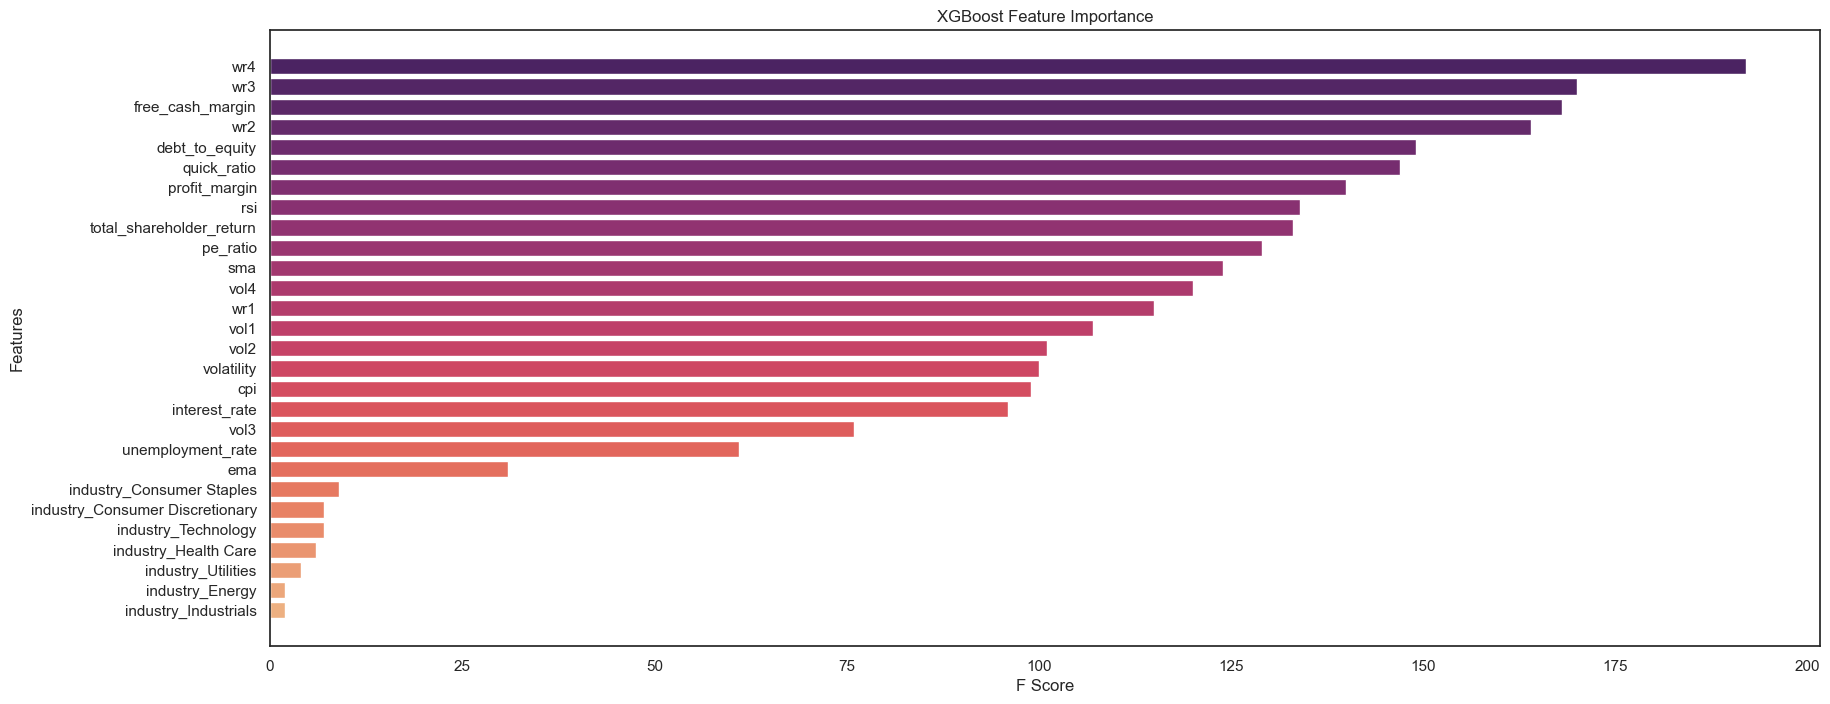 XGBoost Feature Importance
wr4
wr3
free_cash_margin
wr2
debt_to_equity
quick_ratio
profit_margin
rsi
total_shareholder_return
pe_ratio
sma
vol4
wr1
vol1
vol2
volatility
cpi
interest_rate
vol3
unemployment_rate
ema
industry_Consumer Staples
industry_Consumer Discretionary
industry_Technology
industry_Health Care
industry_Utilities
industry_Energy
industry_Industrials
Features
0 25 50 75 100 125 150 175 200
F Score